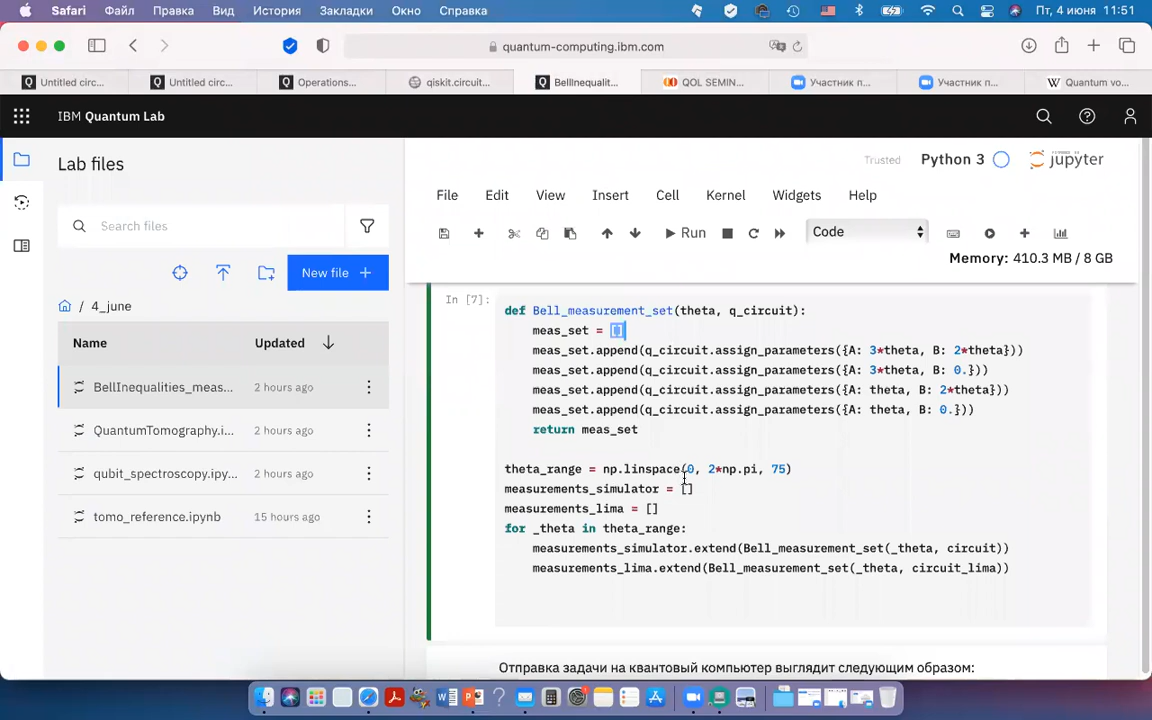 Safari Файл Правка Вид История Закладки Окно Справка Пт, 4 июня 11:51
quantum-computing.ibm.com
Untitled circ... Untitled circ... Operations... qiskit.circuit... BellInequalit... QOL SEMIN... Участник п... Участник п... Quantum vo...
IBM Quantum Lab
Lab files
Search files
New file +
/ 4_june
Name Updated
BellInequalities_meas... 2 hours ago
QuantumTomography.i... 2 hours ago
qubit_spectroscopy.ipy... 2 hours ago
tomo_reference.ipynb 15 hours ago
Trusted Python 3 jupyter
File Edit View Insert Cell Kernel Widgets Help
Run Code
Memory: 410.3 MB / 8 GB
In [7]:
def Bell_measurement_set(theta, q_circuit):
meas_set = []
meas_set.append(q_circuit.assign_parameters({A: 3*theta, B: 2*theta}))
meas_set.append(q_circuit.assign_parameters({A: 3*theta, B: 0.}))
meas_set.append(q_circuit.assign_parameters({A: theta, B: 2*theta}))
meas_set.append(q_circuit.assign_parameters({A: theta, B: 0.}))
return meas_set
theta_range = np.linspace(0, 2*np.pi, 75)
measurements_simulator = []
measurements_lima = []
for _theta in theta_range:
measurements_simulator.extend(Bell_measurement_set(_theta, circuit))
measurements_lima.extend(Bell_measurement_set(_theta, circuit_lima))
Отправка задачи на квантовый компьютер выглядит следующим образом: